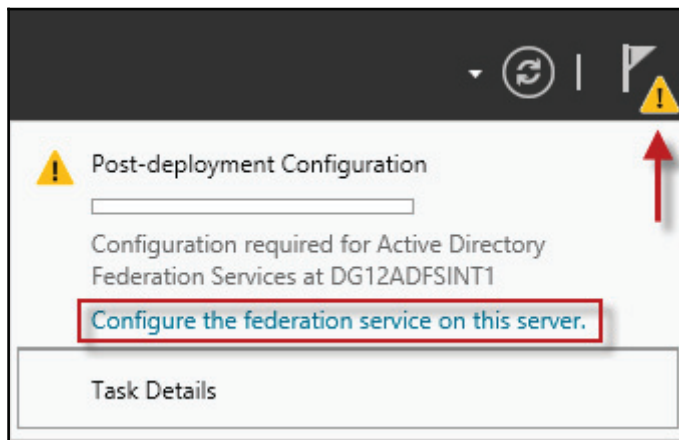 Post-deployment Configuration
Configuration required for Active Directory
Federation Services at DG12ADFSINT1
Configure the federation service on this server.
Task Details